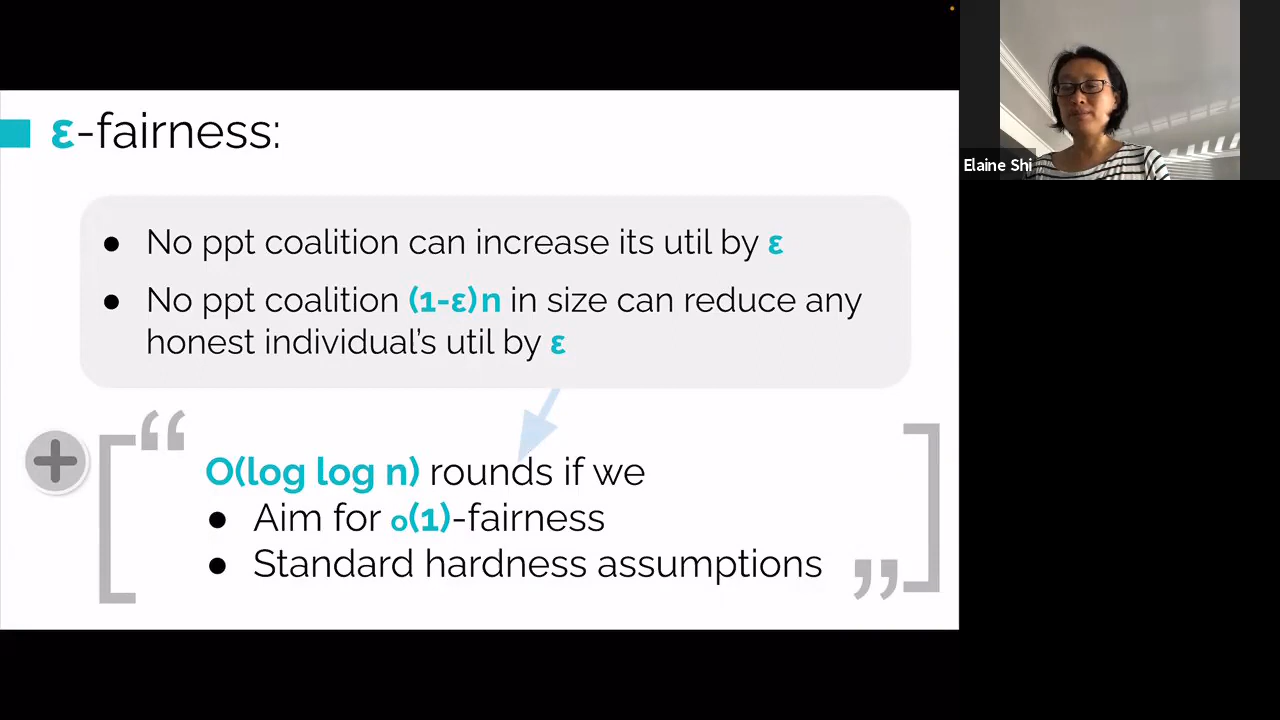 ε-fairness:
● No ppt coalition can increase its util by ε
● No ppt coalition (1-ε)n in size can reduce any
honest individual's util by ε
“
O(log log n) rounds if we
● Aim for o(1)-fairness
● Standard hardness assumptions
”
Elaine Shi